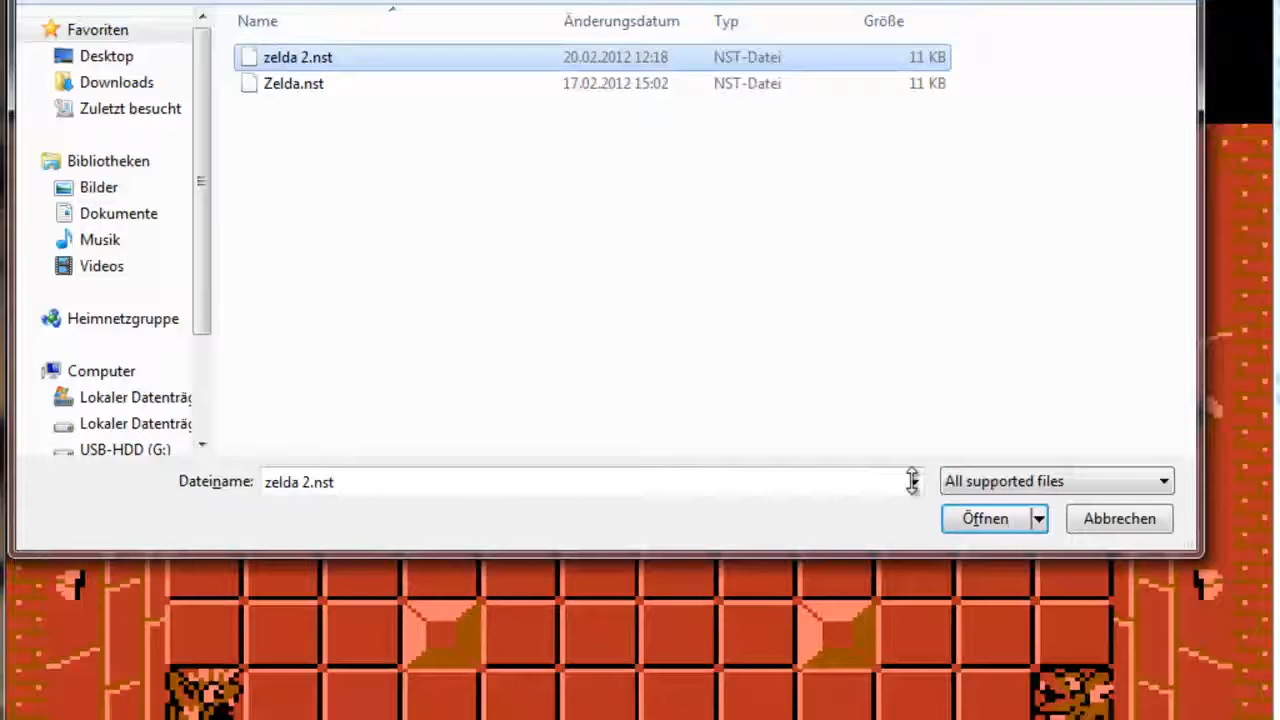 Name Änderungsdatum Typ Größe
zelda 2.nst 20.02.2012 12:18 NST-Datei 11 KB
Zelda.nst 17.02.2012 15:02 NST-Datei 11 KB
Favoriten
Desktop
Downloads
Zuletzt besucht
Bibliotheken
Bilder
Dokumente
Musik
Videos
Heimnetzgruppe
Computer
Lokaler Datenträg
Lokaler Datenträg
USB-HDD (G:)
Dateiname: zelda 2.nst All supported files
Öffnen Abbrechen